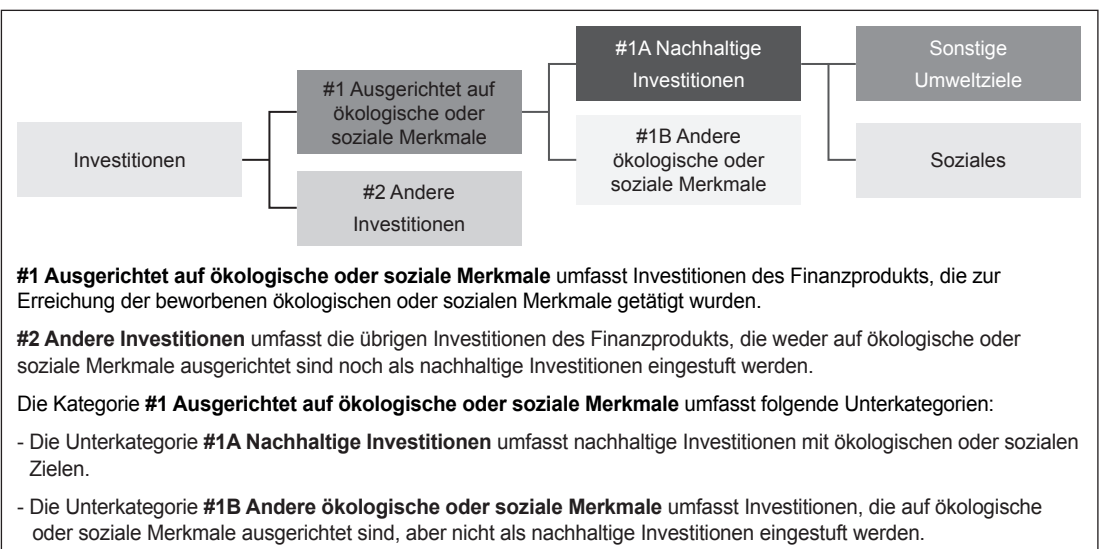 #1A Nachhaltige
Investitionen
Sonstige
Umweltziele
#1 Ausgerichtet auf
ökologische oder
soziale Merkmale
Investitionen
#1B Andere
ökologische oder
soziale Merkmale
Soziales
#2 Andere
Investitionen
#1 Ausgerichtet auf ökologische oder soziale Merkmale umfasst Investitionen des Finanzprodukts, die zur
Erreichung der beworbenen ökologischen oder sozialen Merkmale getätigt wurden.
#2 Andere Investitionen umfasst die übrigen Investitionen des Finanzprodukts, die weder auf ökologische oder
soziale Merkmale ausgerichtet sind noch als nachhaltige Investitionen eingestuft werden.
Die Kategorie #1 Ausgerichtet auf ökologische oder soziale Merkmale umfasst folgende Unterkategorien:
- Die Unterkategorie #1A Nachhaltige Investitionen umfasst nachhaltige Investitionen mit ökologischen oder sozialen
Zielen.
- Die Unterkategorie #1B Andere ökologische oder soziale Merkmale umfasst Investitionen, die auf ökologische
oder soziale Merkmale ausgerichtet sind, aber nicht als nachhaltige Investitionen eingestuft werden.